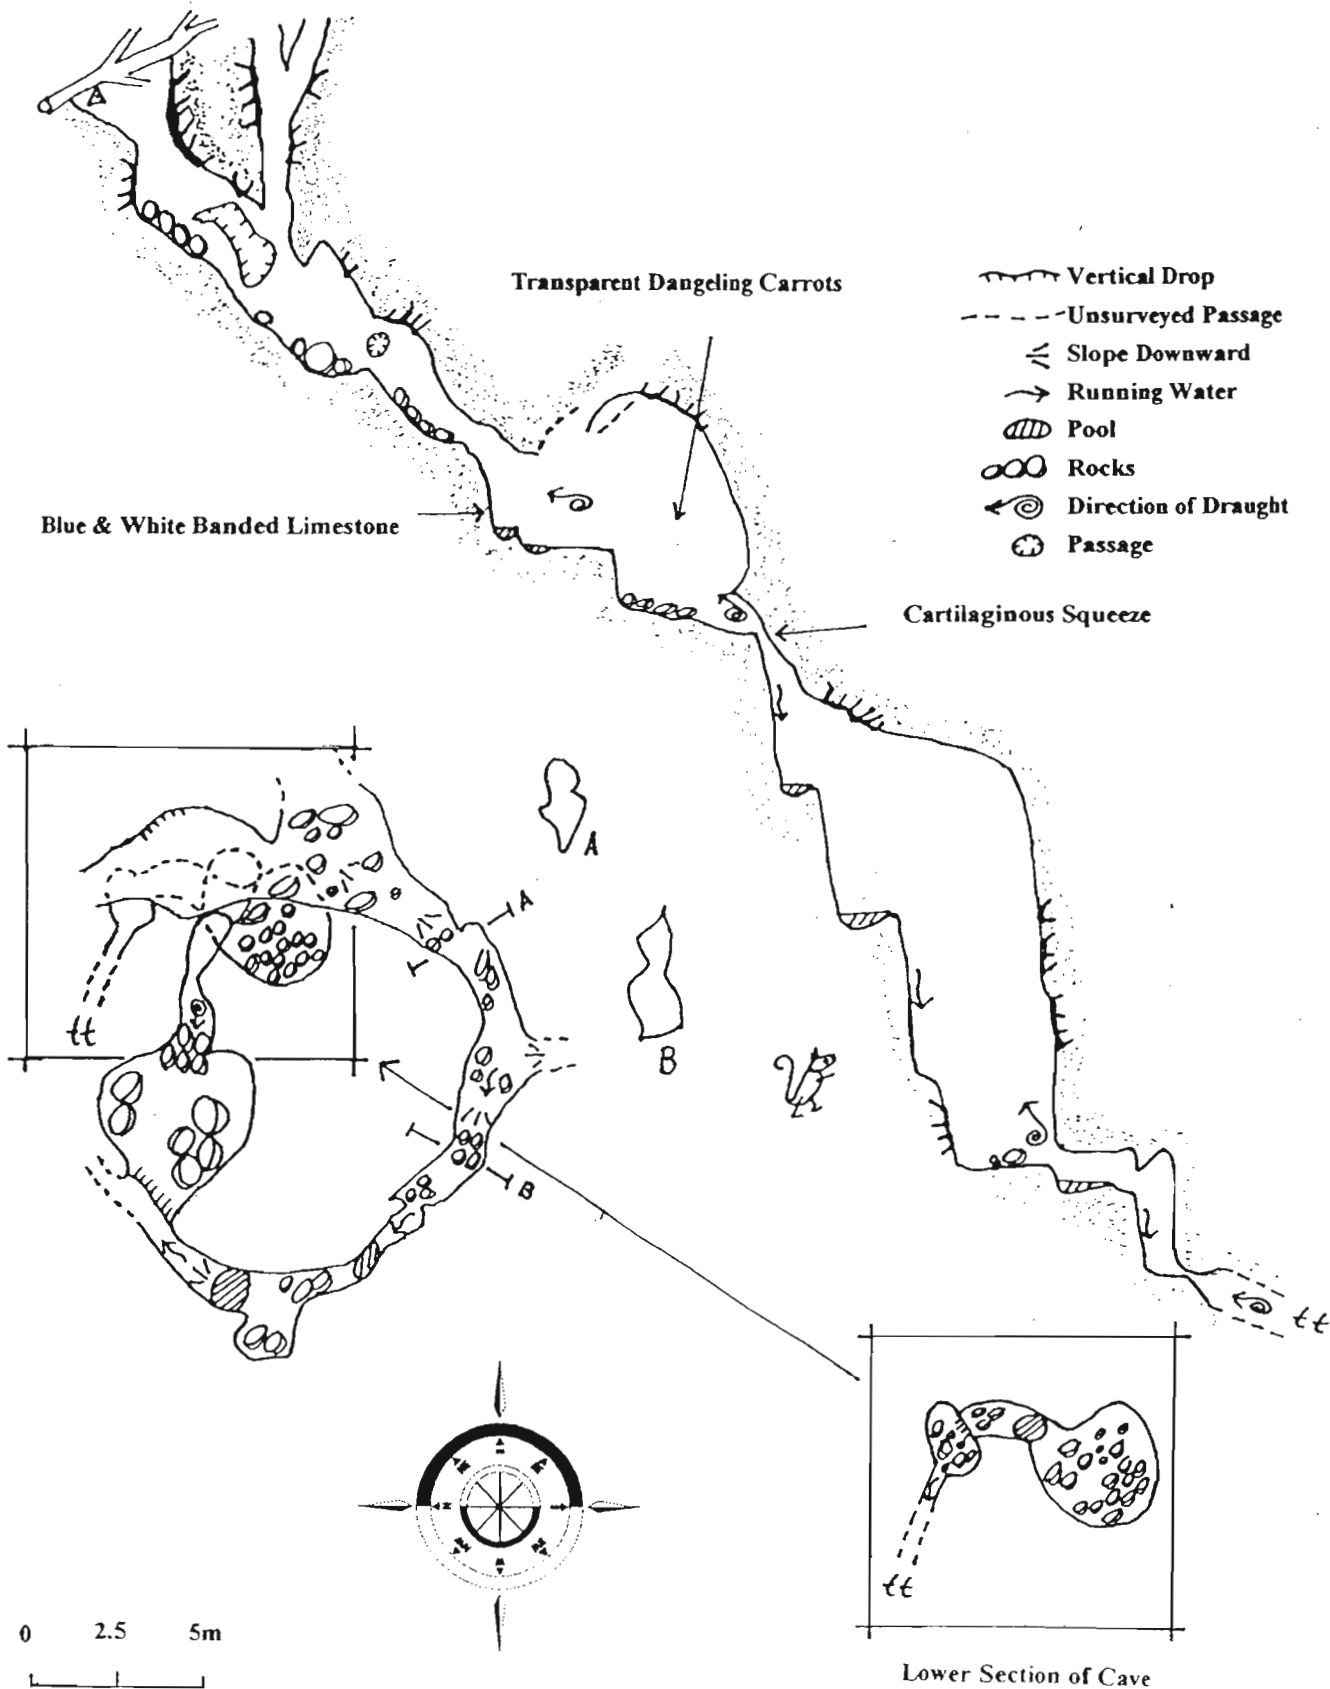 Transparent Dangeling Carrots
Vertical Drop
Unsurveyed Passage
Slope Downward
Running Water
Pool
Rocks
Direction of Draught
Passage
Blue & White Banded Limestone
Cartilaginous Squeeze
A
A
B
B
tt
tt
tt
0 2.5 5m
Lower Section of Cave